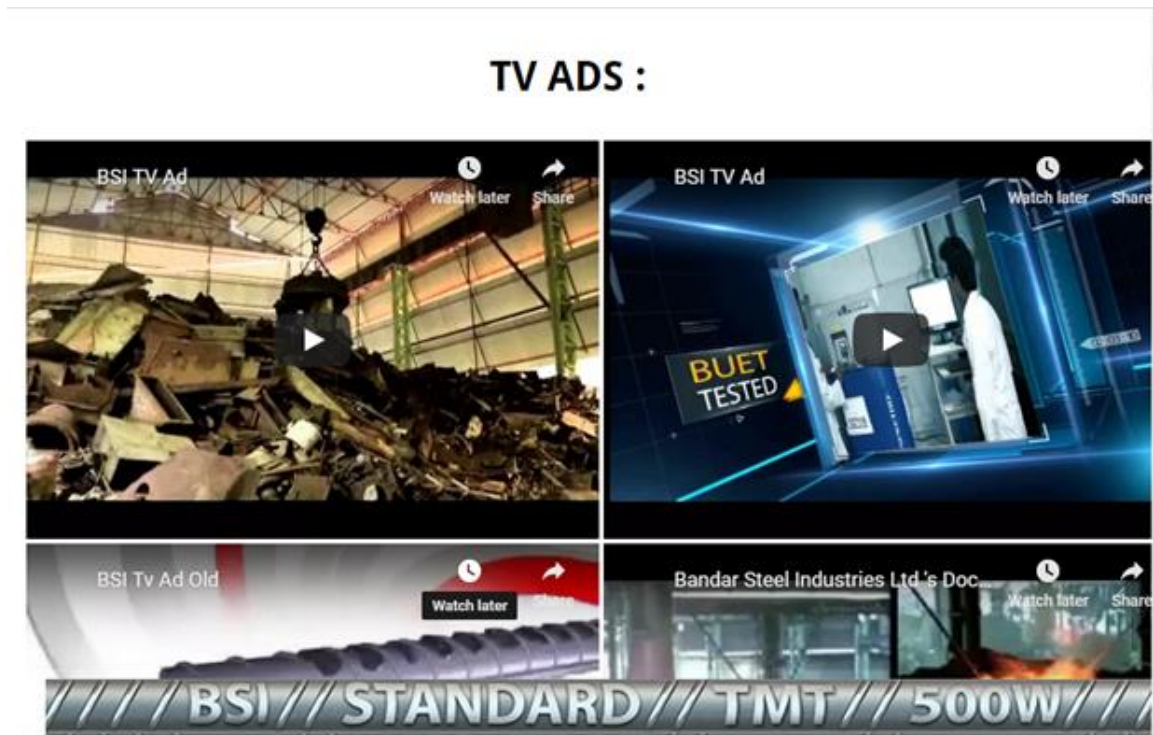 TV ADS :
BSI TV Ad
Watch later
Share
BSI TV Ad
Watch later
Share
BUET
TESTED
BSI Tv Ad Old
Watch later
Share
Bandar Steel Industries Ltd 's Doc...
Watch later
Share
BSI // STANDARD // TMT // 500W